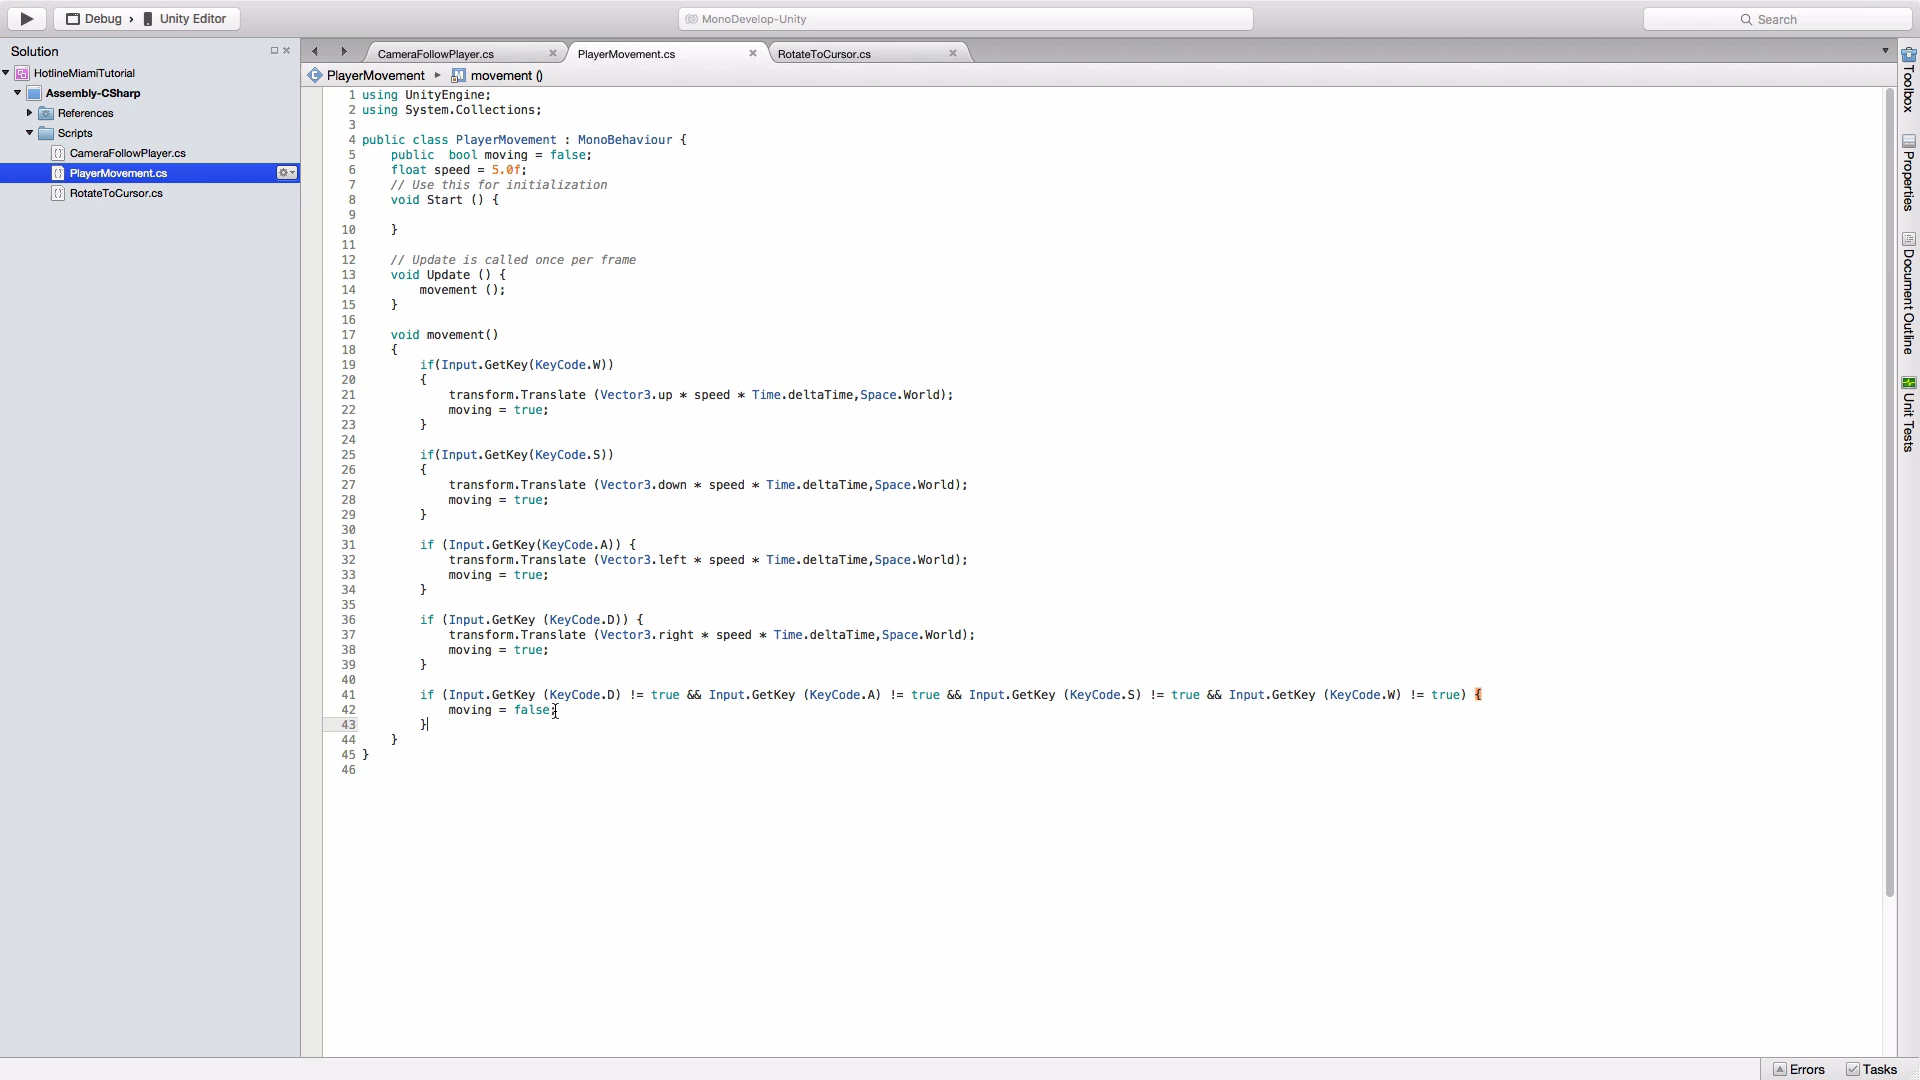 Debug › Unity Editor
MonoDevelop-Unity
Search
Solution
HotlineMiamiTutorial
Assembly-CSharp
References
Scripts
CameraFollowPlayer.cs
PlayerMovement.cs
RotateToCursor.cs
CameraFollowPlayer.cs
PlayerMovement.cs
RotateToCursor.cs
PlayerMovement ▸ movement ()
1 using UnityEngine;
2 using System.Collections;
3
4 public class PlayerMovement : MonoBehaviour {
5 public  bool moving = false;
6 float speed = 5.0f;
7 // Use this for initialization
8 void Start () {
9
10 }
11
12 // Update is called once per frame
13 void Update () {
14 movement ();
15 }
16
17 void movement()
18 {
19 if(Input.GetKey(KeyCode.W))
20 {
21 transform.Translate (Vector3.up * speed * Time.deltaTime,Space.World);
22 moving = true;
23 }
24
25 if(Input.GetKey(KeyCode.S))
26 {
27 transform.Translate (Vector3.down * speed * Time.deltaTime,Space.World);
28 moving = true;
29 }
30
31 if (Input.GetKey(KeyCode.A)) {
32 transform.Translate (Vector3.left * speed * Time.deltaTime,Space.World);
33 moving = true;
34 }
35
36 if (Input.GetKey (KeyCode.D)) {
37 transform.Translate (Vector3.right * speed * Time.deltaTime,Space.World);
38 moving = true;
39 }
40
41 if (Input.GetKey (KeyCode.D) != true && Input.GetKey (KeyCode.A) != true && Input.GetKey (KeyCode.S) != true && Input.GetKey (KeyCode.W) != true) {
42 moving = false;
43 }
44 }
45 }
46
Toolbox
Properties
Document Outline
Unit Tests
Errors
Tasks